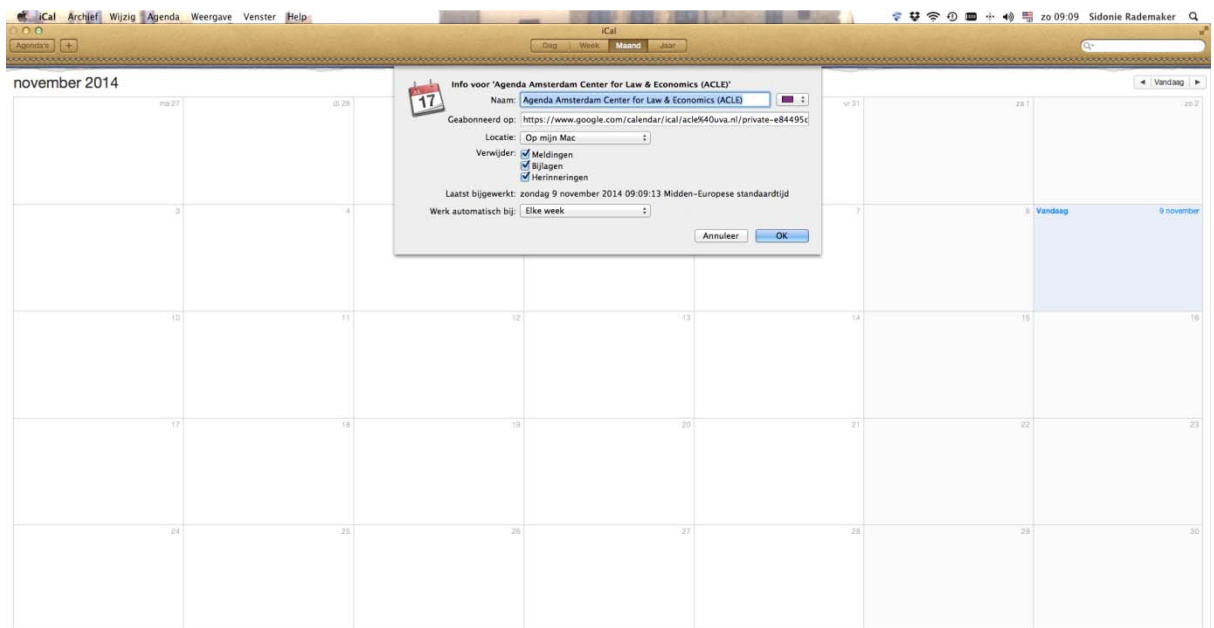 iCal Archief Wijzig Agenda Weergave Venster Help zo 09:09 Sidonie Rademaker
iCal
Agenda's + Dag Week Maand Jaar
november 2014 Vandaag
ma 27 di 28 vr 31 za 1 zo 2
17
Info voor 'Agenda Amsterdam Center for Law & Economics (ACLE)'
Naam: Agenda Amsterdam Center for Law & Economics (ACLE)
Geabonneerd op: https://www.google.com/calendar/ical/acle%40uva.nl/private-e84495c
Locatie: Op mijn Mac
Verwijder: Meldingen
Bijlagen
Herinneringen
Laatst bijgewerkt: zondag 9 november 2014 09:09:13 Midden-Europese standaardtijd
Werk automatisch bij: Elke week
Annuleer OK
3 4 7 8 Vandaag 9 november
10 11 12 13 14 15 16
17 18 19 20 21 22 23
24 25 26 27 28 29 30